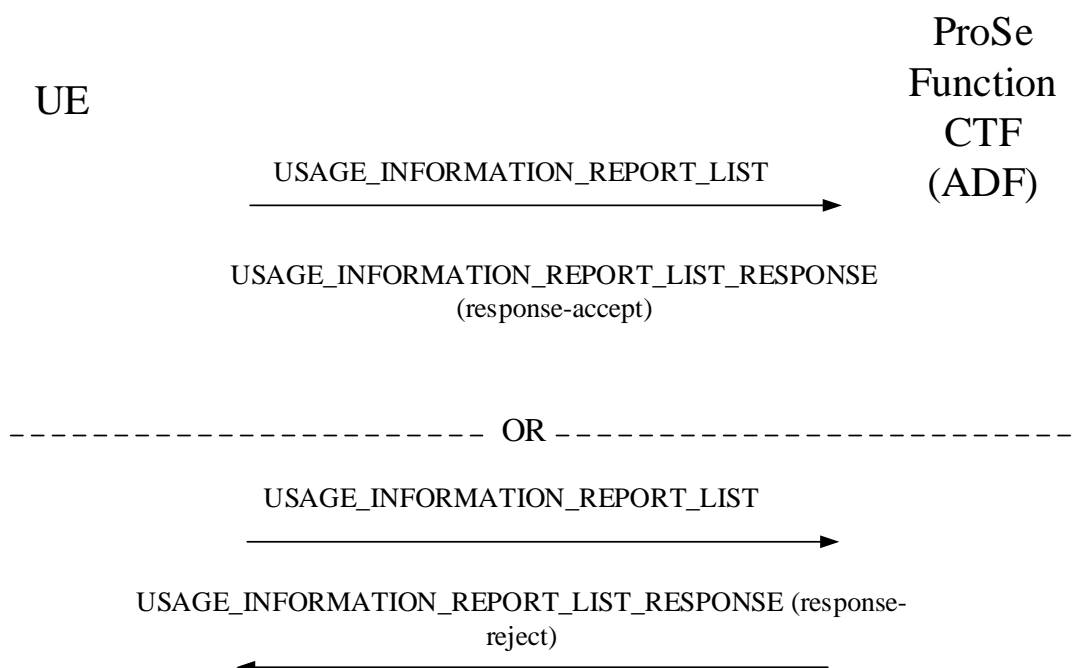 ProSe
Function
CTF
(ADF)
UE
USAGE_INFORMATION_REPORT_LIST
USAGE_INFORMATION_REPORT_LIST_RESPONSE
(response-accept)
OR
USAGE_INFORMATION_REPORT_LIST
USAGE_INFORMATION_REPORT_LIST_RESPONSE (response-
reject)